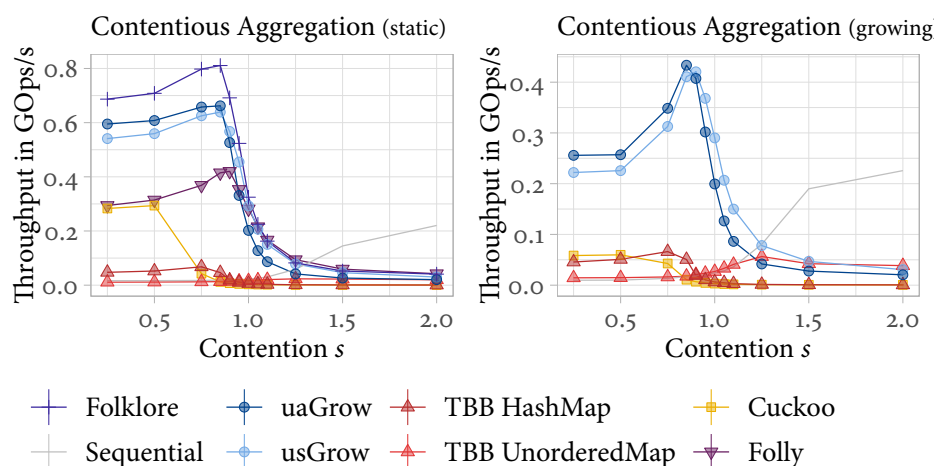 Contentious Aggregation (static)
Throughput in GOps/s
0.8
0.6
0.4
0.2
0.0
0.5 1.0 1.5 2.0
Contention s
Contentious Aggregation (growing)
Throughput in GOps/s
0.4
0.3
0.2
0.1
0.0
0.5 1.0 1.5 2.0
Contention s
Folklore uaGrow TBB HashMap Cuckoo
Sequential usGrow TBB UnorderedMap Folly